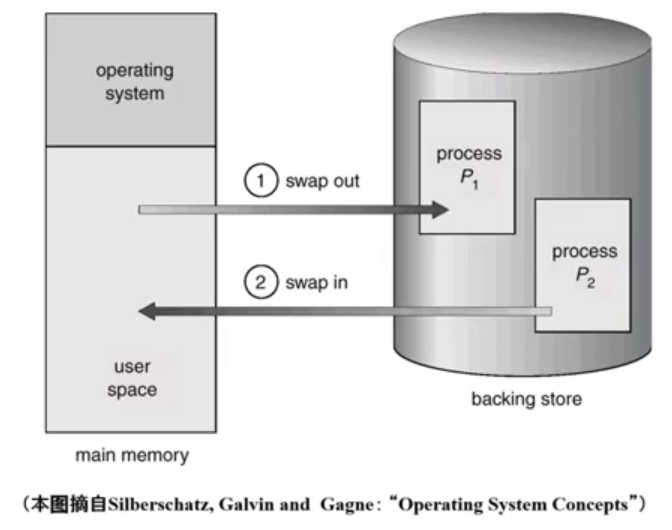 operating
system
1 swap out
process
P1
2 swap in
process
P2
user
space
backing store
main memory
（本图摘自Silberschatz, Galvin and Gagne: “Operating System Concepts”）